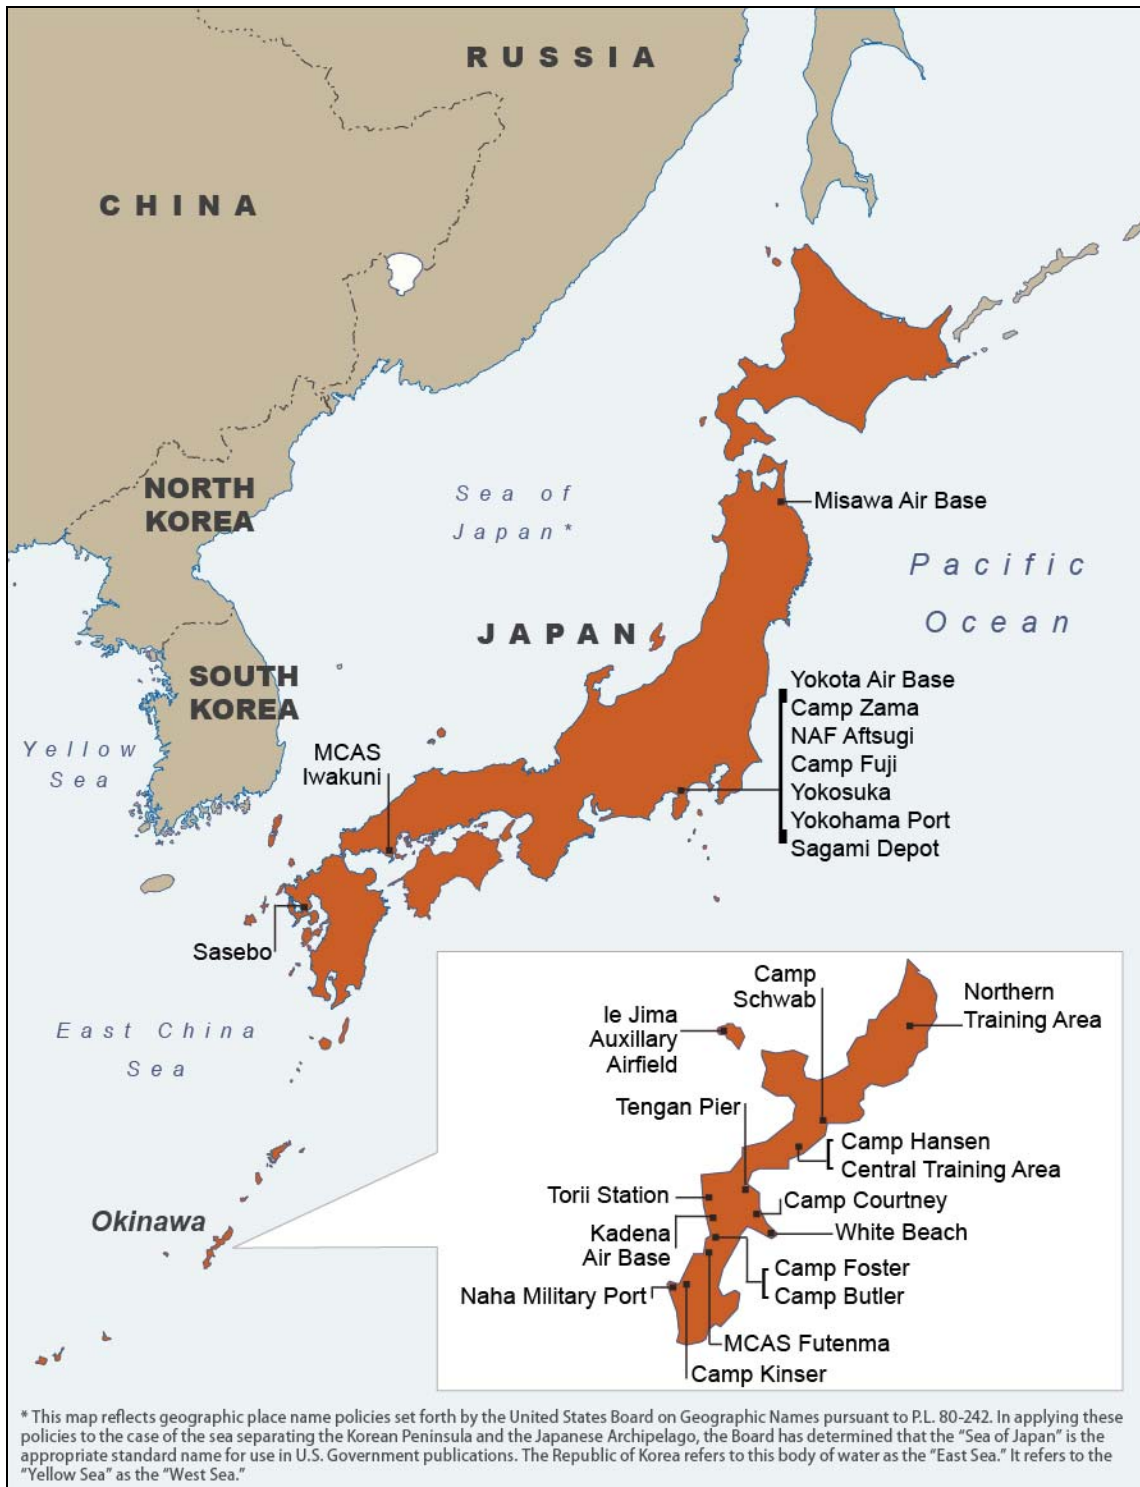 RUSSIA
CHINA
NORTH
KOREA
Sea of
Japan*
Misawa Air Base
Pacific
Ocean
JAPAN
SOUTH
KOREA
Yellow
Sea
MCAS
Iwakuni
Yokota Air Base
Camp Zama
NAF Aftsugi
Camp Fuji
Yokosuka
Yokohama Port
Sagami Depot
Sasebo
East China
Sea
Okinawa
Camp
Schwab
Northern
Training Area
Ie Jima
Auxillary
Airfield
Tengan Pier
Camp Hansen
Central Training Area
Torii Station
Camp Courtney
Kadena
Air Base
White Beach
Camp Foster
Camp Butler
Naha Military Port
MCAS Futenma
Camp Kinser
* This map reflects geographic place name policies set forth by the United States Board on Geographic Names pursuant to P.L. 80-242. In applying these
policies to the case of the sea separating the Korean Peninsula and the Japanese Archipelago, the Board has determined that the “Sea of Japan” is the
appropriate standard name for use in U.S. Government publications. The Republic of Korea refers to this body of water as the “East Sea.” It refers to the
“Yellow Sea” as the “West Sea.”